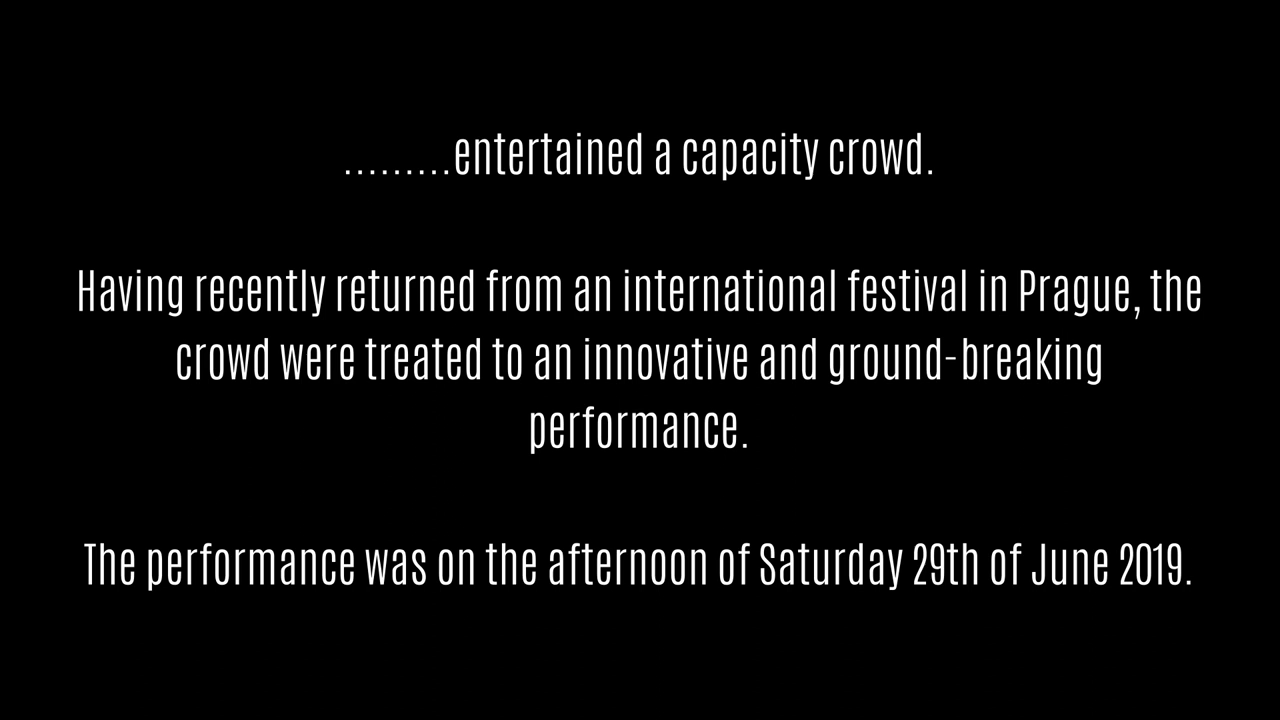 .........entertained a capacity crowd.
Having recently returned from an international festival in Prague, the
crowd were treated to an innovative and ground-breaking
performance.
The performance was on the afternoon of Saturday 29th of June 2019.